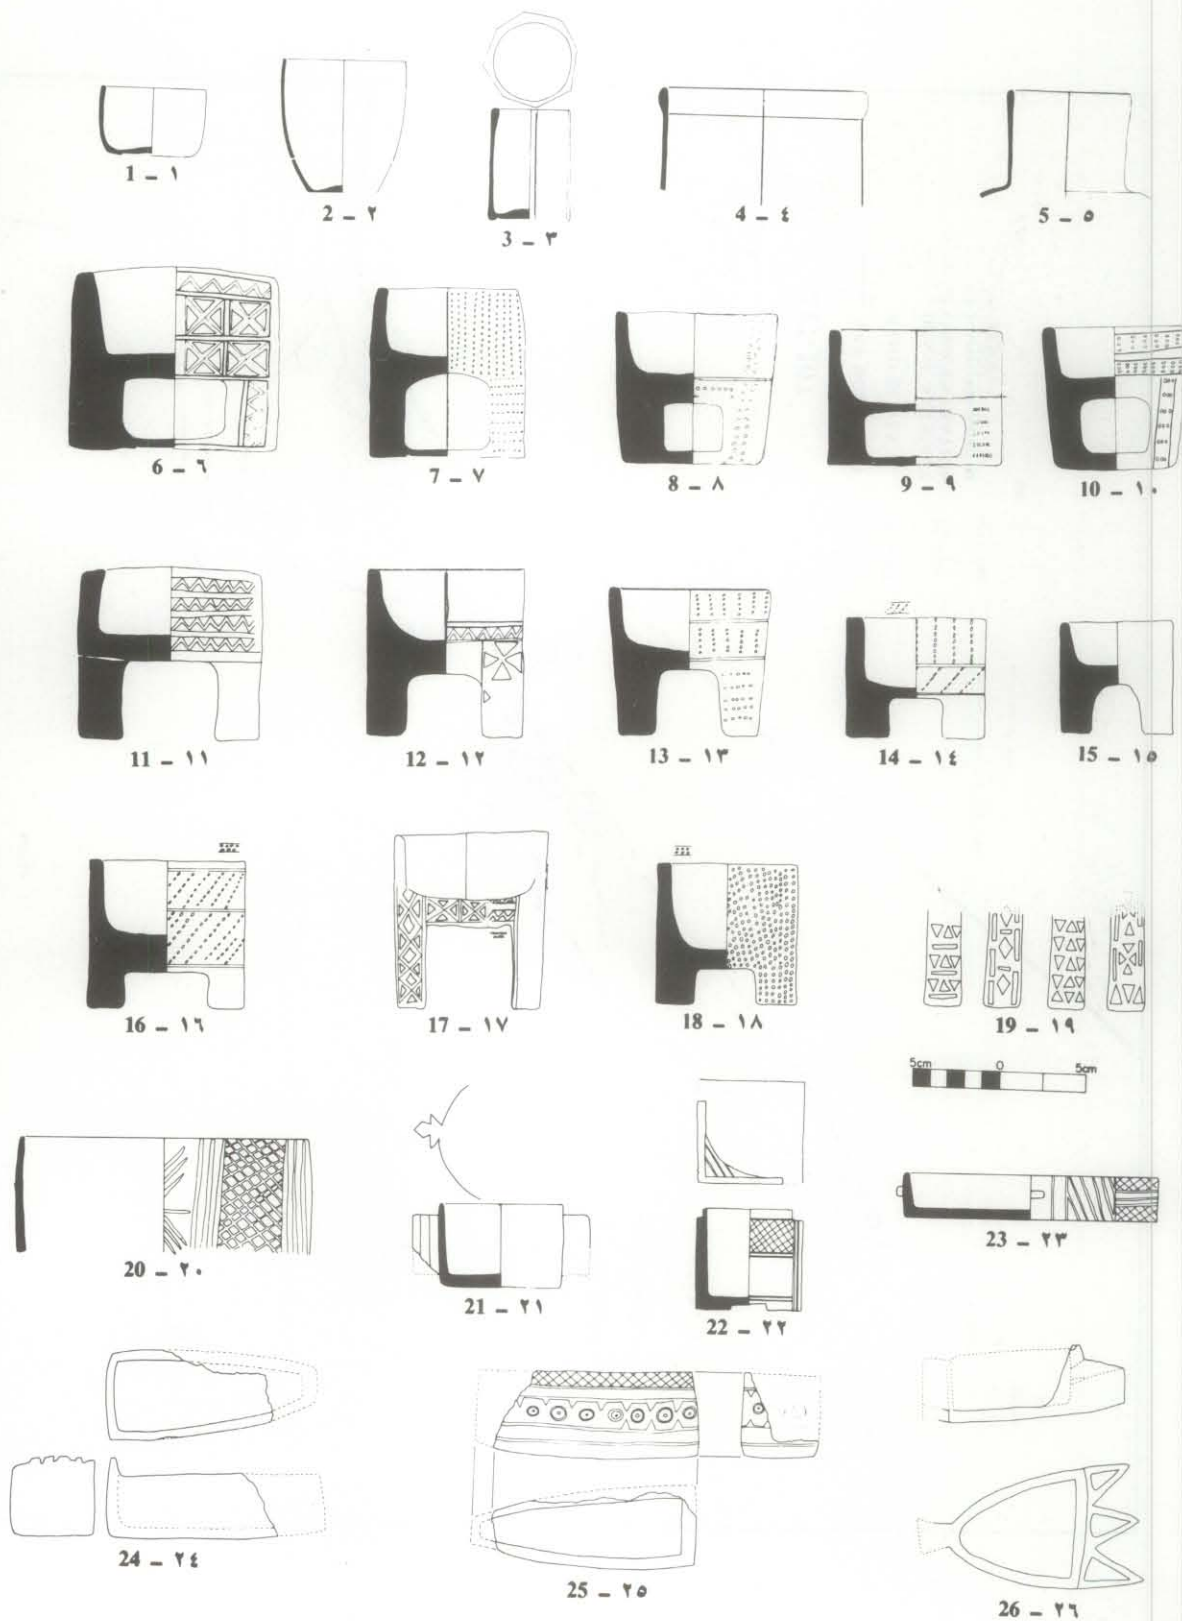 1 – ١
2 – ٢
3 – ٣
4 – ٤
5 – ٥
6 – ٦
7 – ٧
8 – ٨
9 – ٩
10 – ١٠
11 – ١١
12 – ١٢
13 – ١٣
14 – ١٤
15 – ١٥
16 – ١٦
17 – ١٧
18 – ١٨
19 – ١٩
5cm 0 5cm
20 – ٢٠
21 – ٢١
22 – ٢٢
23 – ٢٣
24 – ٢٤
25 – ٢٥
26 – ٢٦